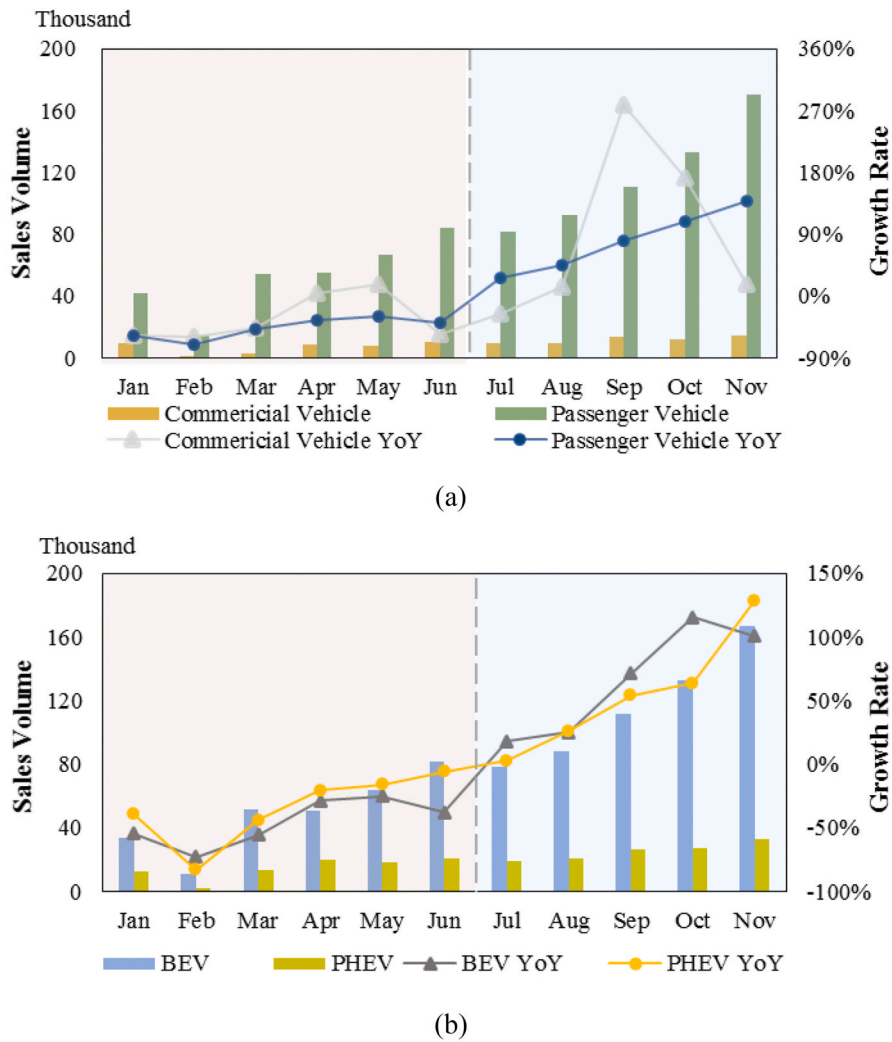 Thousand
200 360%
160 270%
120 180%
80 90%
40 0%
0 -90%
Sales Volume
Growth Rate
Jan Feb Mar Apr May Jun Jul Aug Sep Oct Nov
Commericial Vehicle Passenger Vehicle
Commericial Vehicle YoY Passenger Vehicle YoY
(a)
Thousand
200 150%
160 100%
120 50%
80 0%
40 -50%
0 -100%
Sales Volume
Growth Rate
Jan Feb Mar Apr May Jun Jul Aug Sep Oct Nov
BEV PHEV BEV YoY PHEV YoY
(b)